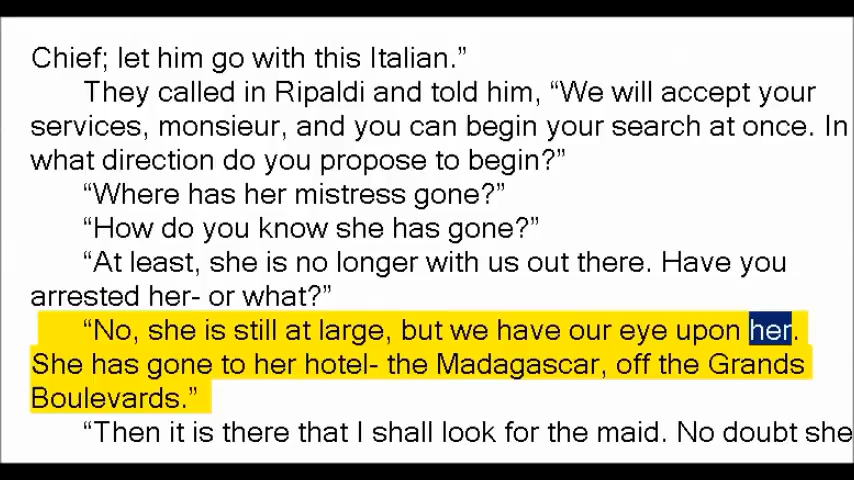 Chief; let him go with this Italian.”
They called in Ripaldi and told him, “We will accept your
services, monsieur, and you can begin your search at once. In
what direction do you propose to begin?”
“Where has her mistress gone?”
“How do you know she has gone?”
“At least, she is no longer with us out there. Have you
arrested her- or what?”
“No, she is still at large, but we have our eye upon her.
She has gone to her hotel- the Madagascar, off the Grands
Boulevards.”
“Then it is there that I shall look for the maid. No doubt she